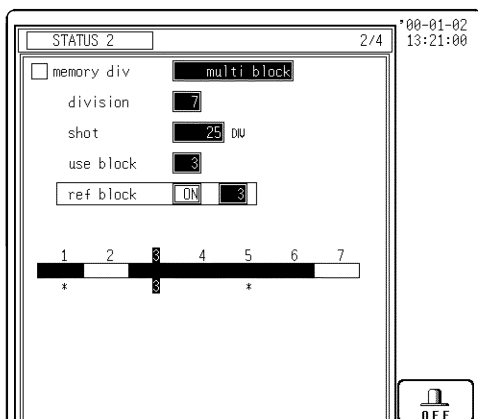 '00-01-02
STATUS 2 2/4 13:21:00
memory div multi block
division 7
shot 25 DIV
use block 3
ref block ON 3
1 2 3 4 5 6 7
* 3 *
OFF